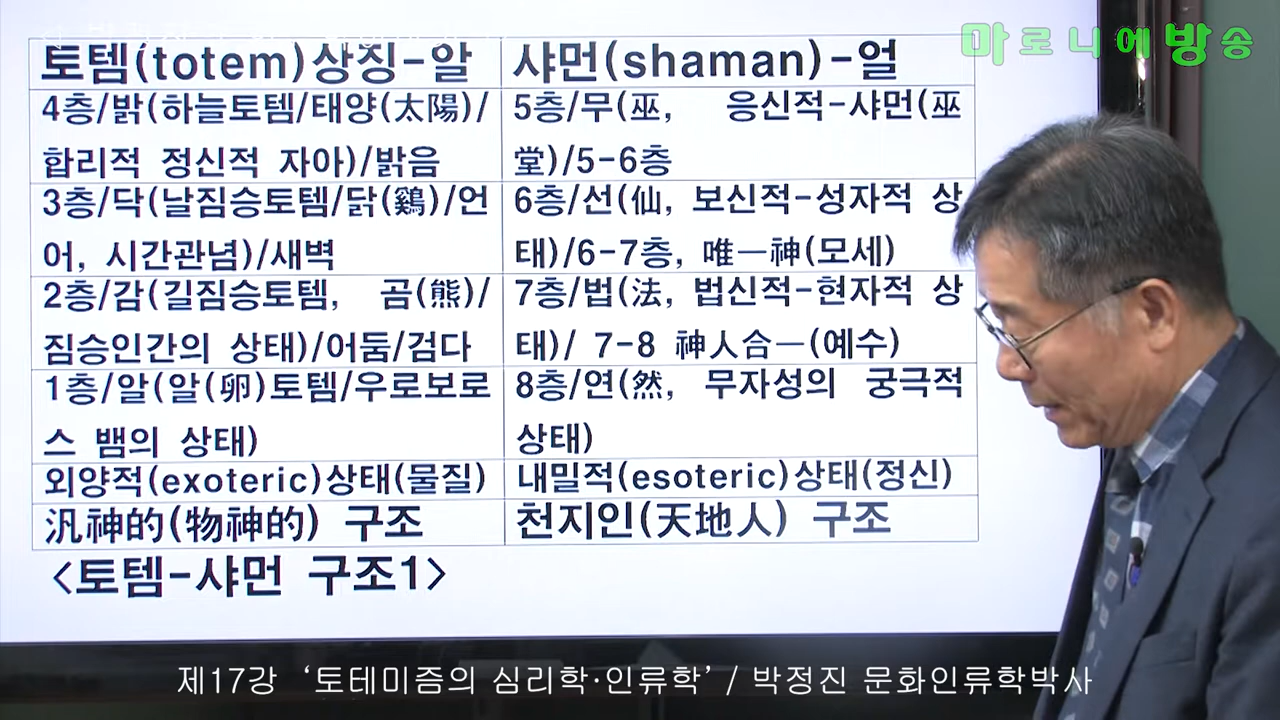 마로니에방송
토템(totem)상징-알 샤먼(shaman)-얼
4층/밝(하늘토템/태양(太陽)/
합리적 정신적 자아)/밝음
5층/무(巫, 응신적-샤먼(巫
堂)/5-6층
3층/닥(날짐승토템/닭(鷄)/언
어, 시간관념)/새벽
6층/선(仙, 보신적-성자적 상
태)/6-7층, 唯一神(모세)
2층/감(길짐승토템, 곰(熊)/
짐승인간의 상태)/어둠/검다
7층/법(法, 법신적-현자적 상
태)/ 7-8 神人合一(예수)
1층/알(알(卵)토템/우로보로
스 뱀의 상태)
8층/연(然, 무자성의 궁극적
상태)
외양적(exoteric)상태(물질) 내밀적(esoteric)상태(정신)
汎神的(物神的) 구조 천지인(天地人) 구조
<토템-샤먼 구조1>
제17강 ‘토테미즘의 심리학·인류학’ / 박정진 문화인류학박사